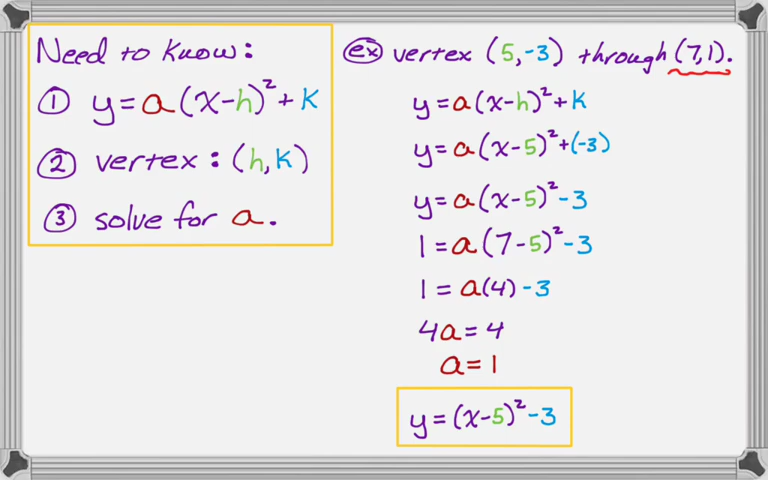 Need to know:
① y = a(x-h)² + k
② vertex : (h, k)
③ solve for a.
ex vertex (5, -3) through (7, 1).
y = a(x-h)² + k
y = a(x-5)² + (-3)
y = a(x-5)² - 3
1 = a(7-5)² - 3
1 = a(4) - 3
4a = 4
a = 1
y = (x-5)² - 3